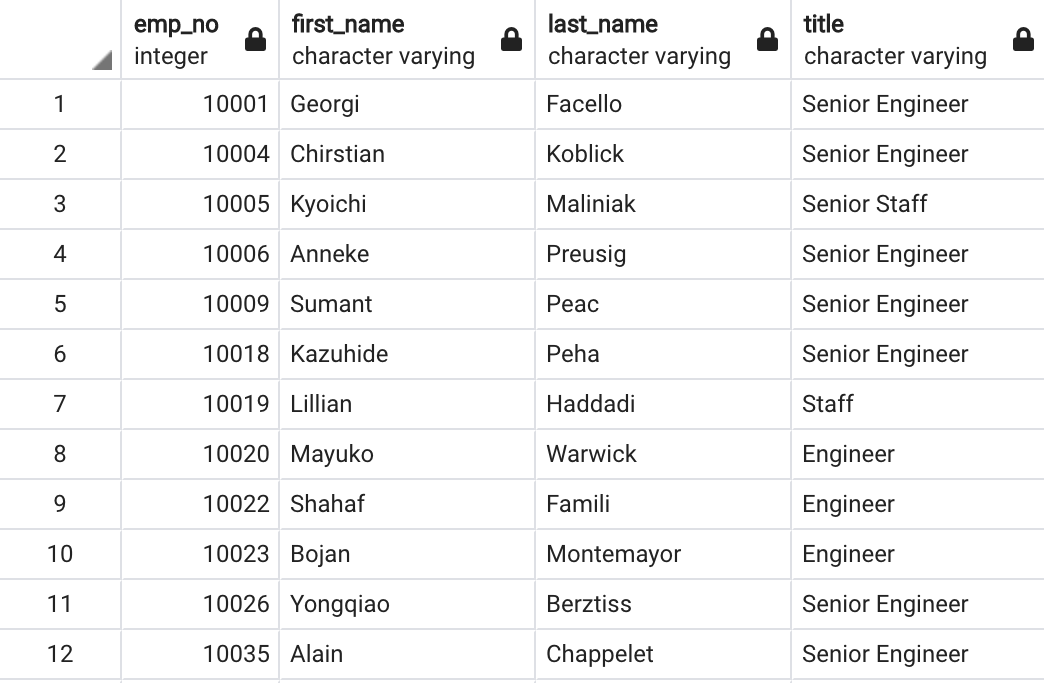 emp_no first_name last_name title
integer character varying character varying character varying
1 10001 Georgi Facello Senior Engineer
2 10004 Chirstian Koblick Senior Engineer
3 10005 Kyoichi Maliniak Senior Staff
4 10006 Anneke Preusig Senior Engineer
5 10009 Sumant Peac Senior Engineer
6 10018 Kazuhide Peha Senior Engineer
7 10019 Lillian Haddadi Staff
8 10020 Mayuko Warwick Engineer
9 10022 Shahaf Famili Engineer
10 10023 Bojan Montemayor Engineer
11 10026 Yongqiao Berztiss Senior Engineer
12 10035 Alain Chappelet Senior Engineer